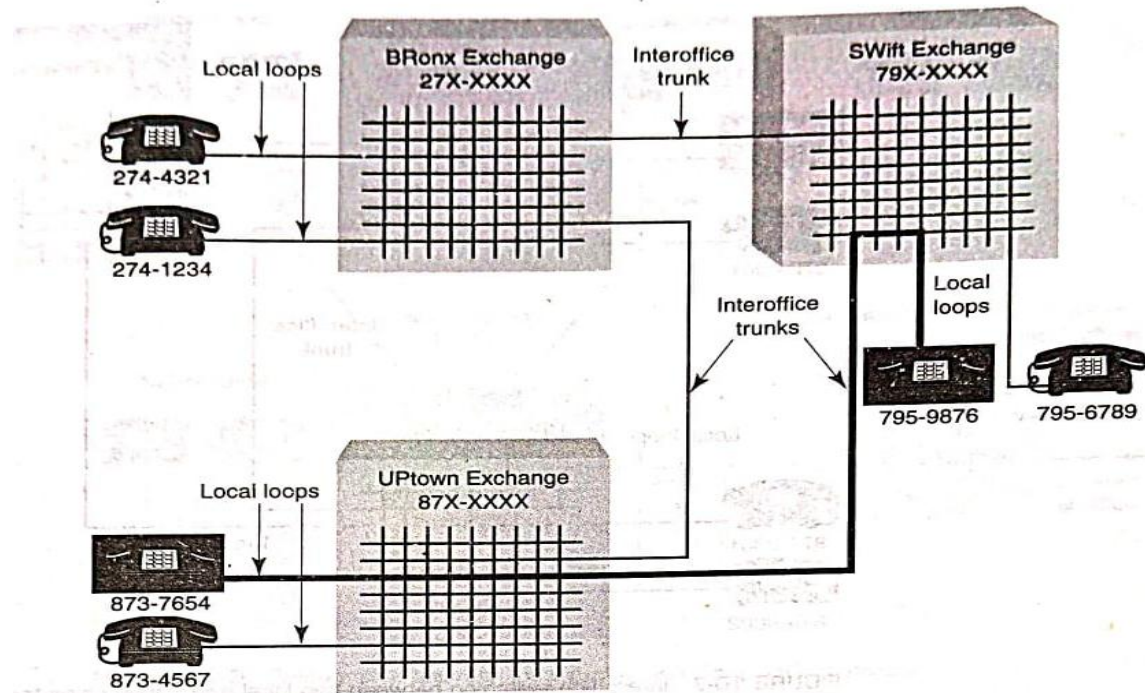 BRonx Exchange
27X-XXXX
SWift Exchange
79X-XXXX
Interoffice
trunk
Local loops
274-4321
274-1234
Interoffice
trunks
Local
loops
795-9876
795-6789
UPtown Exchange
87X-XXXX
Local loops
873-7654
873-4567